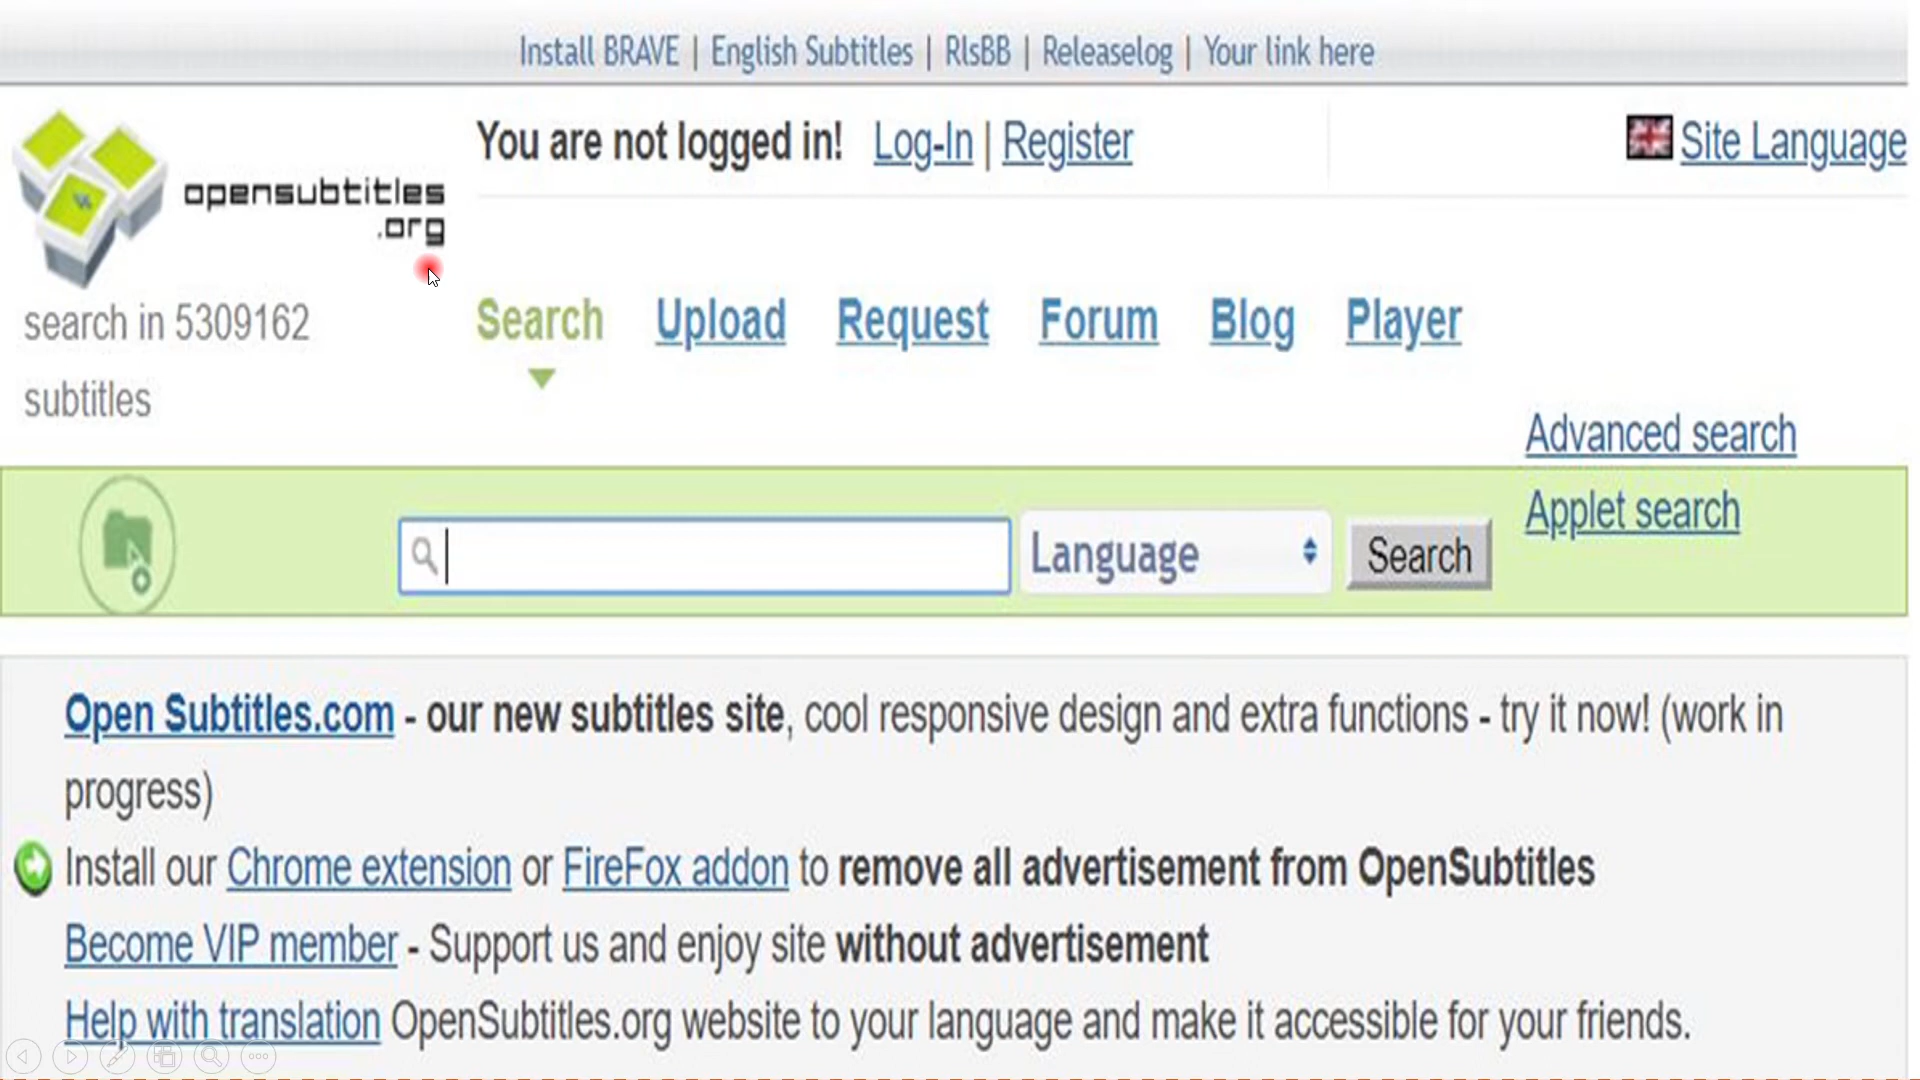 Install BRAVE | English Subtitles | RlsBB | Releaselog | Your link here
opensubtitles
.org
You are not logged in! Log-In | Register
Site Language
search in 5309162
subtitles
Search Upload Request Forum Blog Player
Advanced search
Applet search
Language
Search
Open Subtitles.com - our new subtitles site, cool responsive design and extra functions - try it now! (work in
progress)
Install our Chrome extension or FireFox addon to remove all advertisement from OpenSubtitles
Become VIP member - Support us and enjoy site without advertisement
Help with translation OpenSubtitles.org website to your language and make it accessible for your friends.